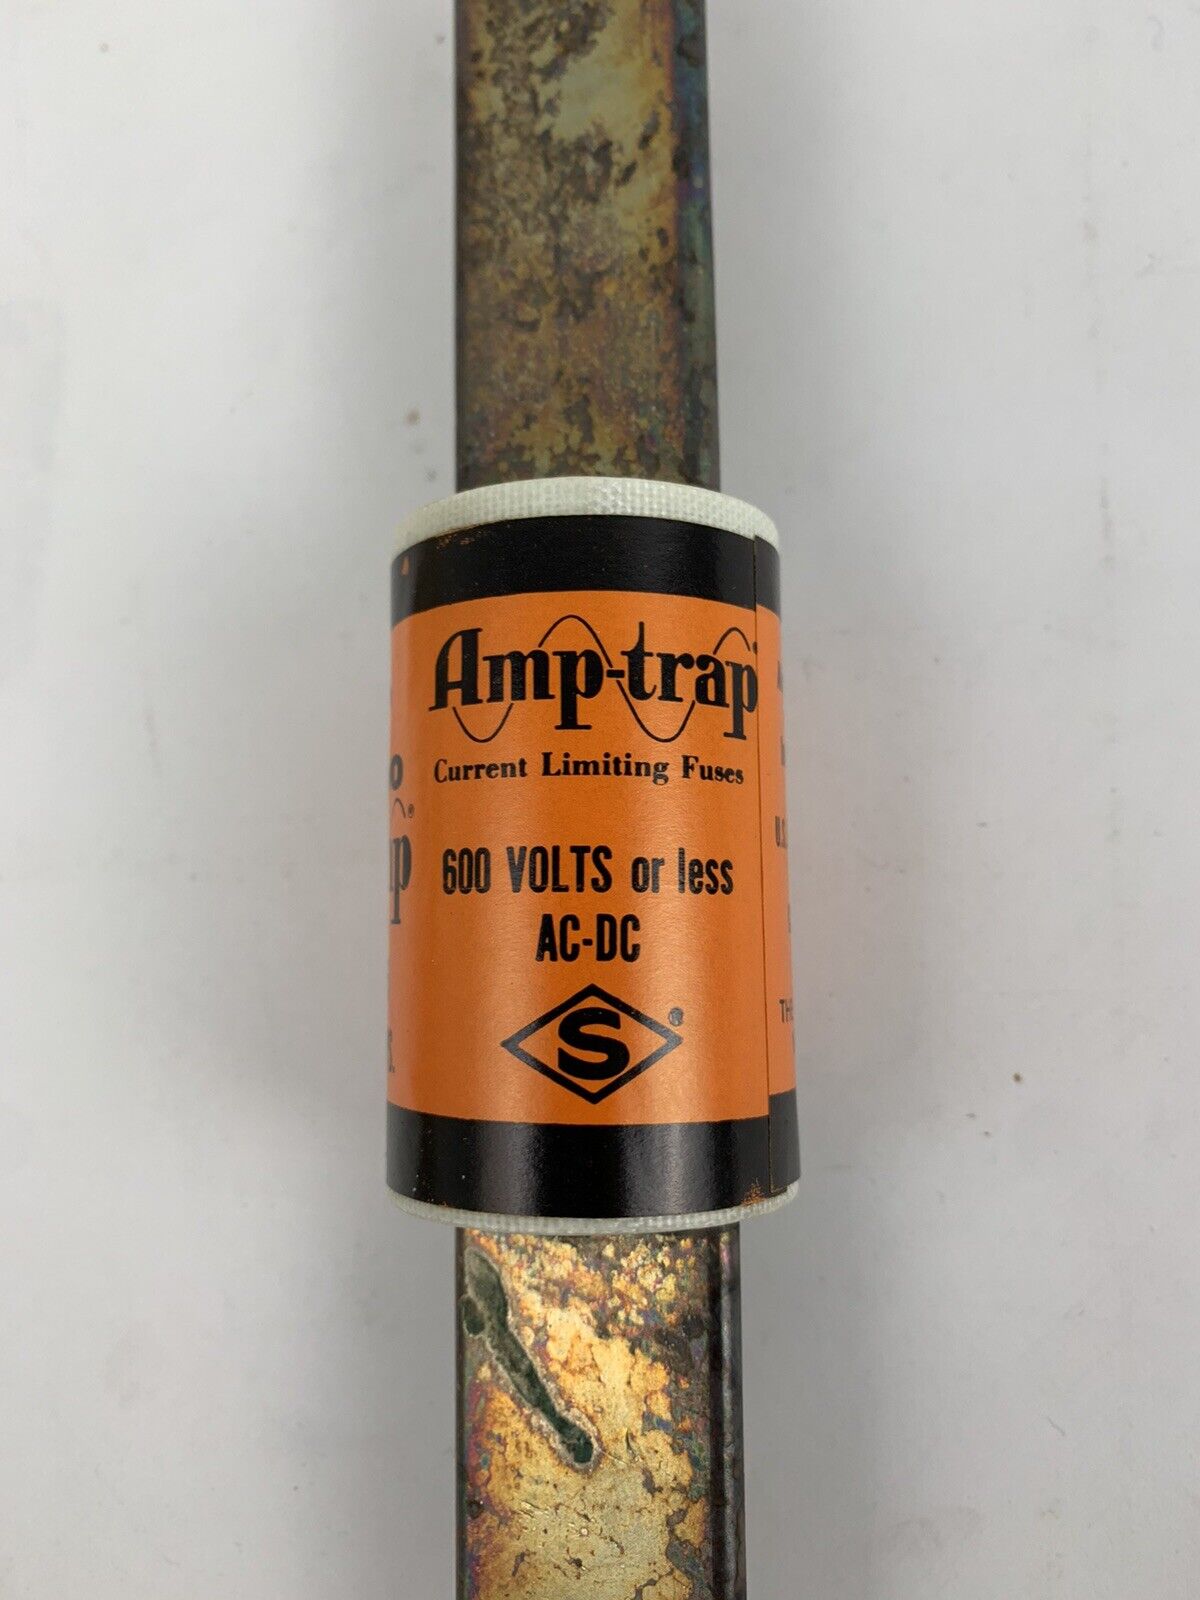 Amp-trap®
Current Limiting Fuses
600 VOLTS or less
AC-DC
S®